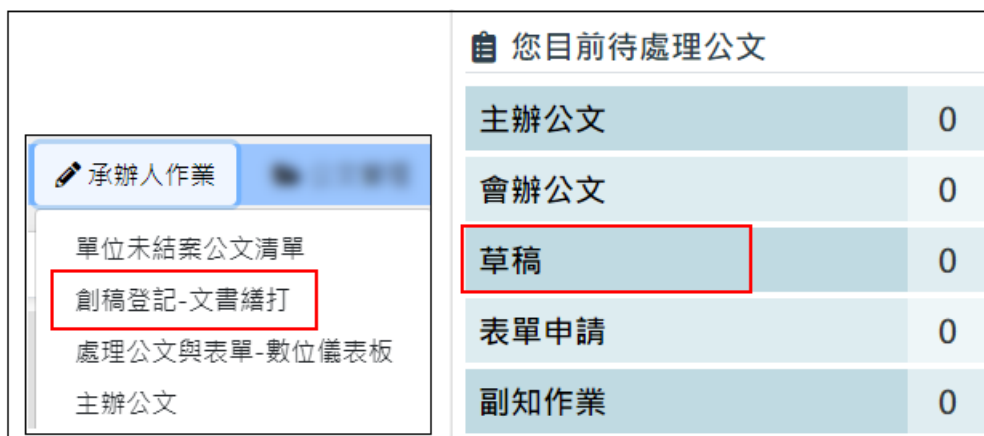 承辦人作業
單位未結案公文清單
創稿登記-文書繕打
處理公文與表單-數位儀表板
主辦公文
您目前待處理公文
主辦公文 0
會辦公文 0
草稿 0
表單申請 0
副知作業 0